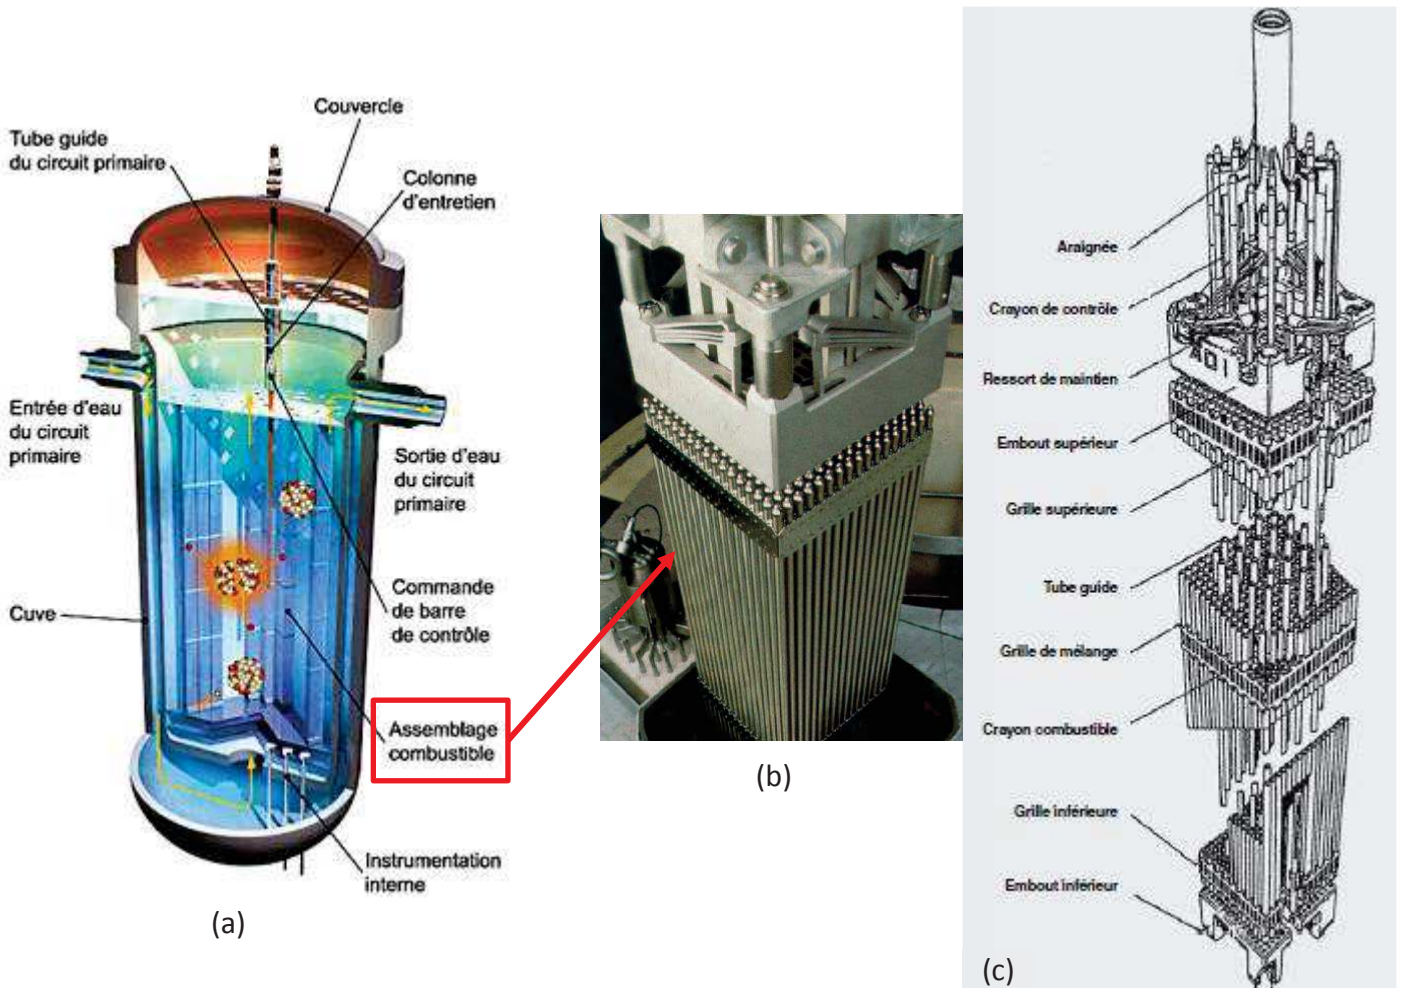 Couvercle
Tube guide
du circuit primaire
Colonne
d'entretien
Entrée d'eau
du circuit
primaire
Sortie d'eau
du circuit
primaire
Cuve
Commande
de barre
de contrôle
Assemblage
combustible
Instrumentation
interne
(a)
(b)
Araignée
Crayon de contrôle
Ressort de maintien
Embout supérieur
Grille supérieure
Tube guide
Grille de mélange
Crayon combustible
Grille inférieure
Embout inférieur
(c)